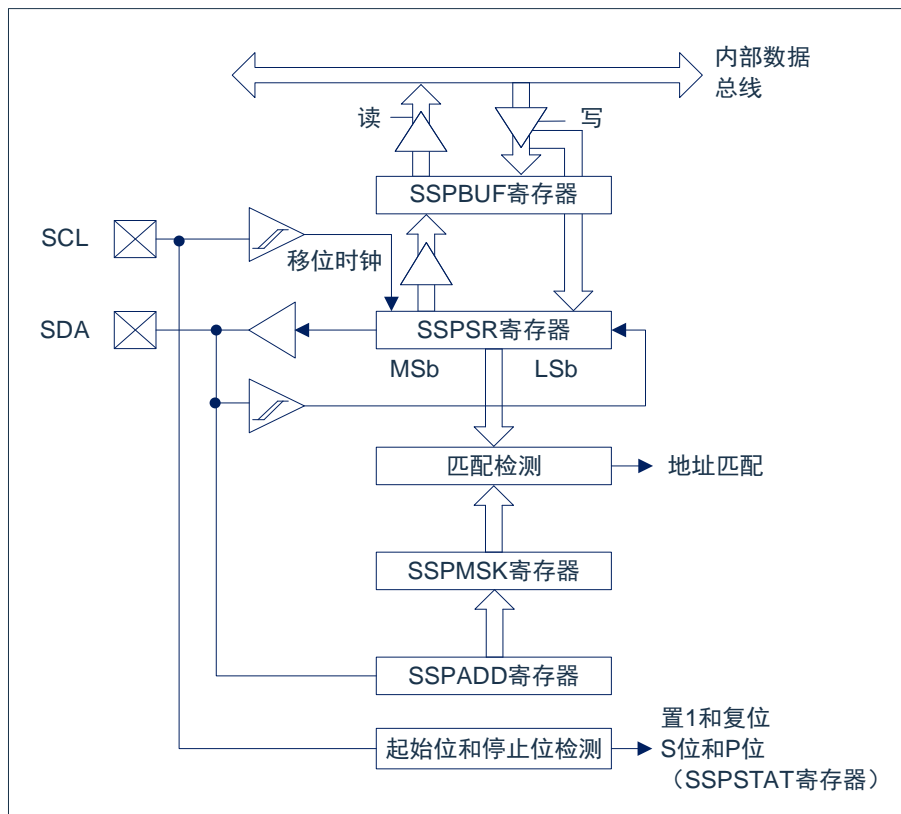 内部数据
总线
读
写
SSPBUF寄存器
SCL
移位时钟
SDA
SSPSR寄存器
MSb
LSb
匹配检测
地址匹配
SSPMSK寄存器
SSPADD寄存器
起始位和停止位检测
置1和复位
S位和P位
（SSPSTAT寄存器）